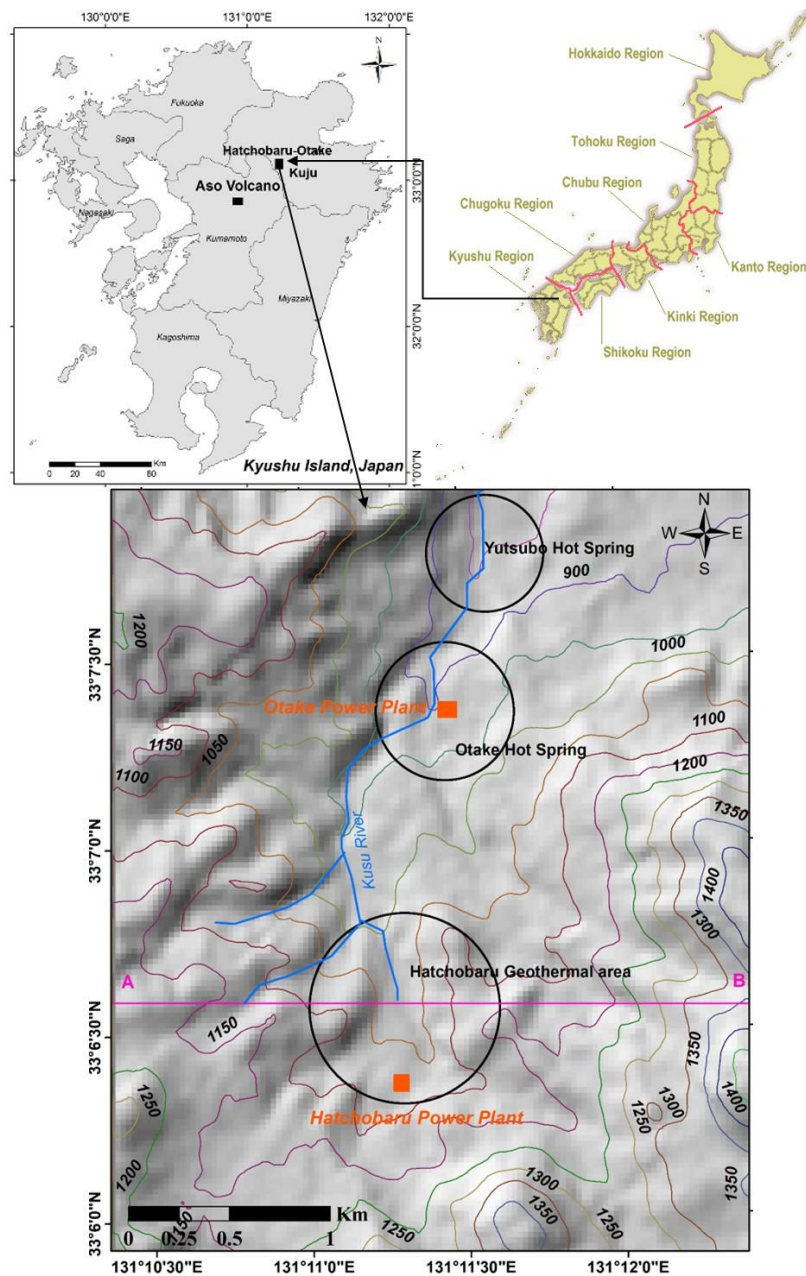 130°0'0"E 131°0'0"E 132°0'0"E
N
Fukuoka
Saga
Hatchobaru-Otake
Kuju
Aso Volcano
Nagasaki
Kumamoto
Miyazaki
Kagoshima
33°0'0"N
32°0'0"N
31°0'0"N
Km
0 20 40 80
Kyushu Island, Japan
Hokkaido Region
Tohoku Region
Chubu Region
Chugoku Region
Kyushu Region
Kanto Region
Kinki Region
Shikoku Region
N
W E
S
Yutsubo Hot Spring
900
1200
1000
33°7'30"N
Otake Power Plant
1050
1150
1100
1100
Otake Hot Spring
1200
1350
33°7'0"N
Kusu River
1400
1300
Hatchobaru Geothermal area
A B
1150
33°6'30"N
1350
1250
1300
1250
1400
Hatchobaru Power Plant
1200
1300
1350
1350
1150
1250
1250
Km
0 0.25 0.5 1
33°6'0"N
131°10'30"E 131°11'0"E 131°11'30"E 131°12'0"E